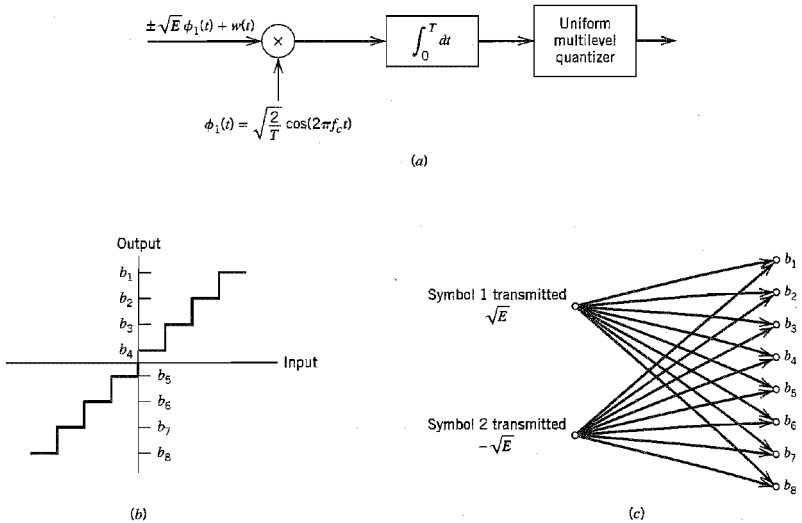 ±√E ϕ₁(t) + w(t)
×
∫₀ᵀ dt
Uniform
multilevel
quantizer
ϕ₁(t) = √(2/T) cos(2πf_c t)
(a)
Output
b₁
b₂
b₃
b₄
Input
b₅
b₆
b₇
b₈
(b)
Symbol 1 transmitted
√E
Symbol 2 transmitted
−√E
b₁
b₂
b₃
b₄
b₅
b₆
b₇
b₈
(c)